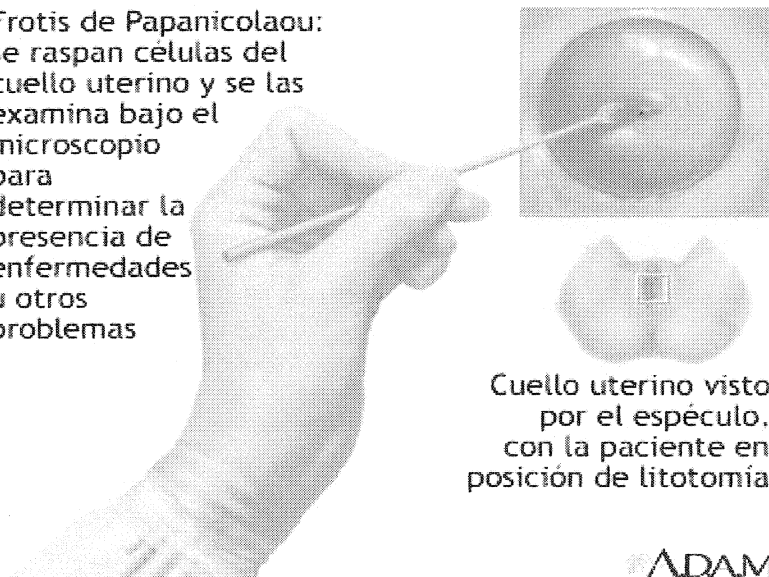 Frotis de Papanicolaou:
se raspan células del
cuello uterino y se las
examina bajo el
microscopio
para
determinar la
presencia de
enfermedades
u otros
problemas
Cuello uterino visto
por el espéculo.
con la paciente en
posición de litotomía
ADAM